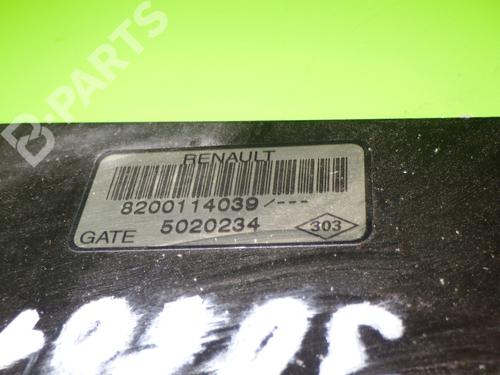 B-PARTS
RENAULT
8200114039/---
GATE 5020234 303